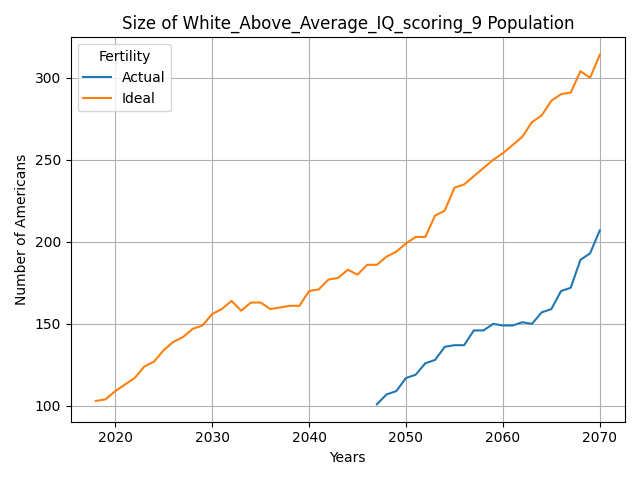 Size of White_Above_Average_IQ_scoring_9 Population
Fertility
Actual
Ideal
Number of Americans
300
250
200
150
100
2020 2030 2040 2050 2060 2070
Years